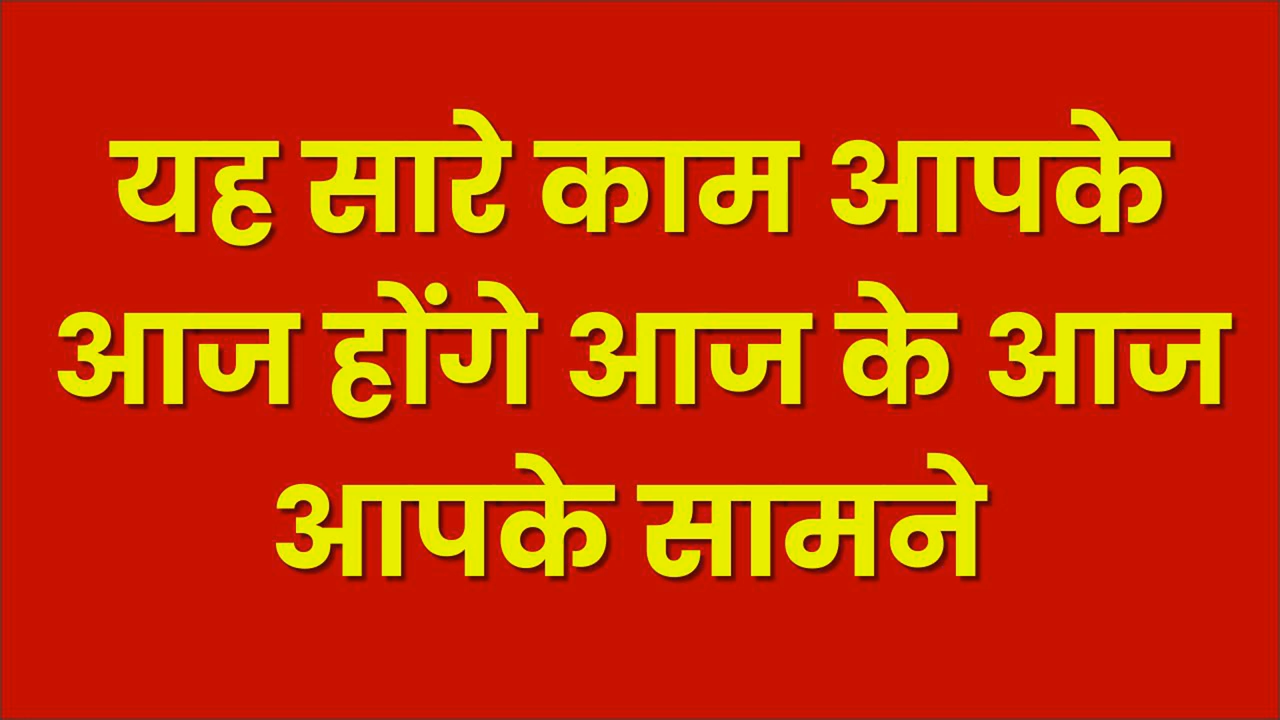 यह सारे काम आपके
आज होंगे आज के आज
आपके सामने